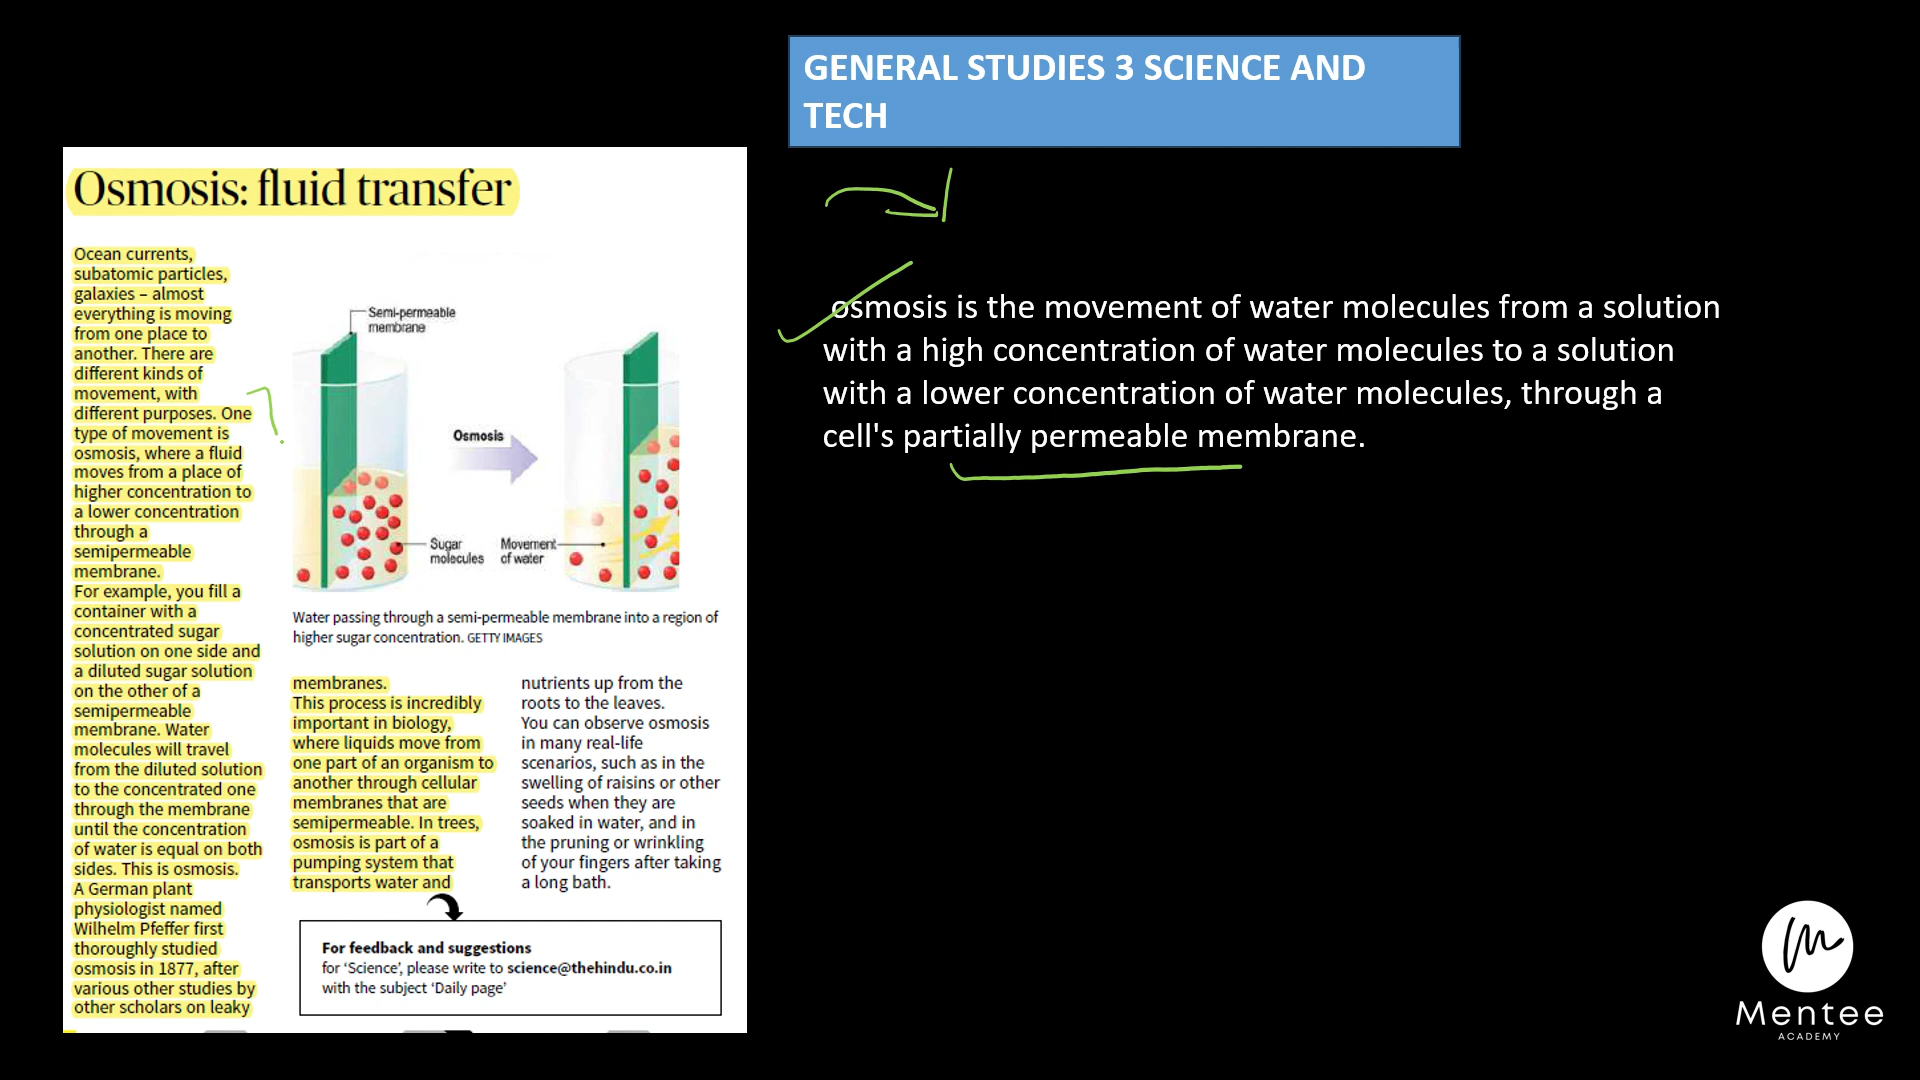 GENERAL STUDIES 3 SCIENCE AND
TECH
Osmosis: fluid transfer
Ocean currents,
subatomic particles,
galaxies – almost
everything is moving
from one place to
another. There are
different kinds of
movement, with
different purposes. One
type of movement is
osmosis, where a fluid
moves from a place of
higher concentration to
a lower concentration
through a
semipermeable
membrane.
For example, you fill a
container with a
concentrated sugar
solution on one side and
a diluted sugar solution
on the other of a
semipermeable
membrane. Water
molecules will travel
from the diluted solution
to the concentrated one
through the membrane
until the concentration
of water is equal on both
sides. This is osmosis.
A German plant
physiologist named
Wilhelm Pfeffer first
thoroughly studied
osmosis in 1877, after
various other studies by
other scholars on leaky
Semi-permeable
membrane
Osmosis
Sugar
molecules
Movement
of water
Water passing through a semi-permeable membrane into a region of
higher sugar concentration. GETTY IMAGES
membranes.
This process is incredibly
important in biology,
where liquids move from
one part of an organism to
another through cellular
membranes that are
semipermeable. In trees,
osmosis is part of a
pumping system that
transports water and
nutrients up from the
roots to the leaves.
You can observe osmosis
in many real-life
scenarios, such as in the
swelling of raisins or other
seeds when they are
soaked in water, and in
the pruning or wrinkling
of your fingers after taking
a long bath.
For feedback and suggestions
for ‘Science’, please write to science@thehindu.co.in
with the subject ‘Daily page’
osmosis is the movement of water molecules from a solution
with a high concentration of water molecules to a solution
with a lower concentration of water molecules, through a
cell's partially permeable membrane.
Mentee
ACADEMY